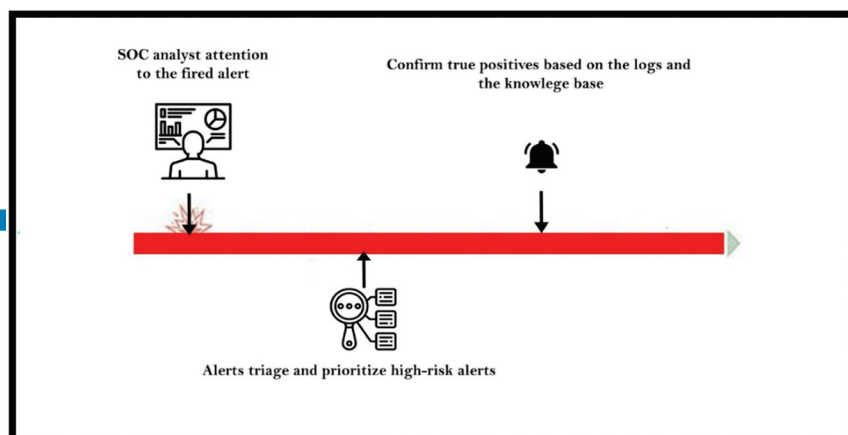 SOC analyst attention
to the fired alert
Confirm true positives based on the logs and
the knowlege base
Alerts triage and prioritize high-risk alerts